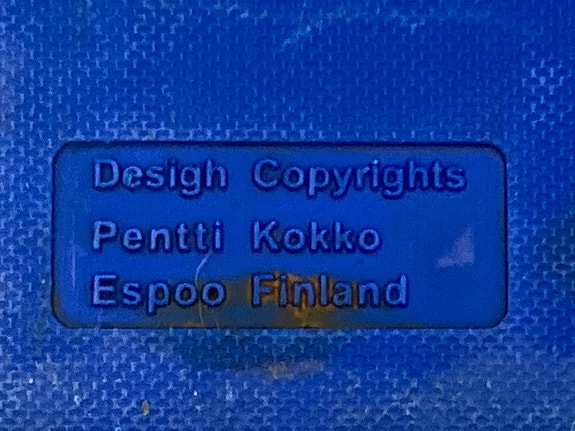 Desigh Copyrights
Pentti Kokko
Espoo Finland